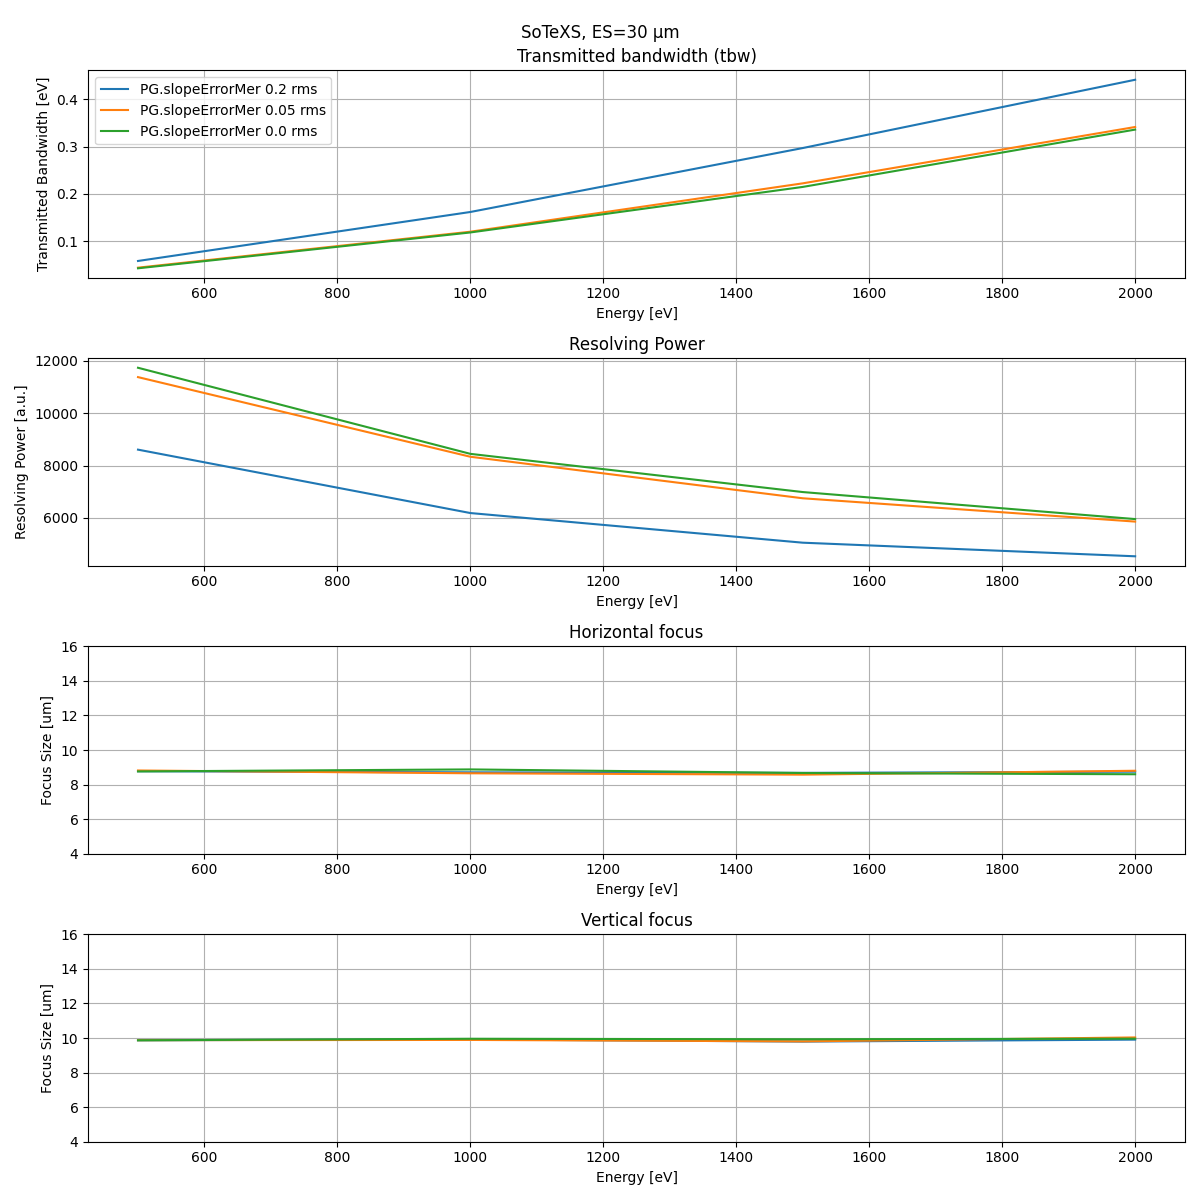 SoTeXS, ES=30 μm
Transmitted bandwidth (tbw)
PG.slopeErrorMer 0.2 rms
PG.slopeErrorMer 0.05 rms
PG.slopeErrorMer 0.0 rms
Transmitted Bandwidth [eV]
0.4
0.3
0.2
0.1
600 800 1000 1200 1400 1600 1800 2000
Energy [eV]
Resolving Power
Resolving Power [a.u.]
12000
10000
8000
6000
600 800 1000 1200 1400 1600 1800 2000
Energy [eV]
Horizontal focus
Focus Size [um]
16
14
12
10
8
6
4
600 800 1000 1200 1400 1600 1800 2000
Energy [eV]
Vertical focus
Focus Size [um]
16
14
12
10
8
6
4
600 800 1000 1200 1400 1600 1800 2000
Energy [eV]